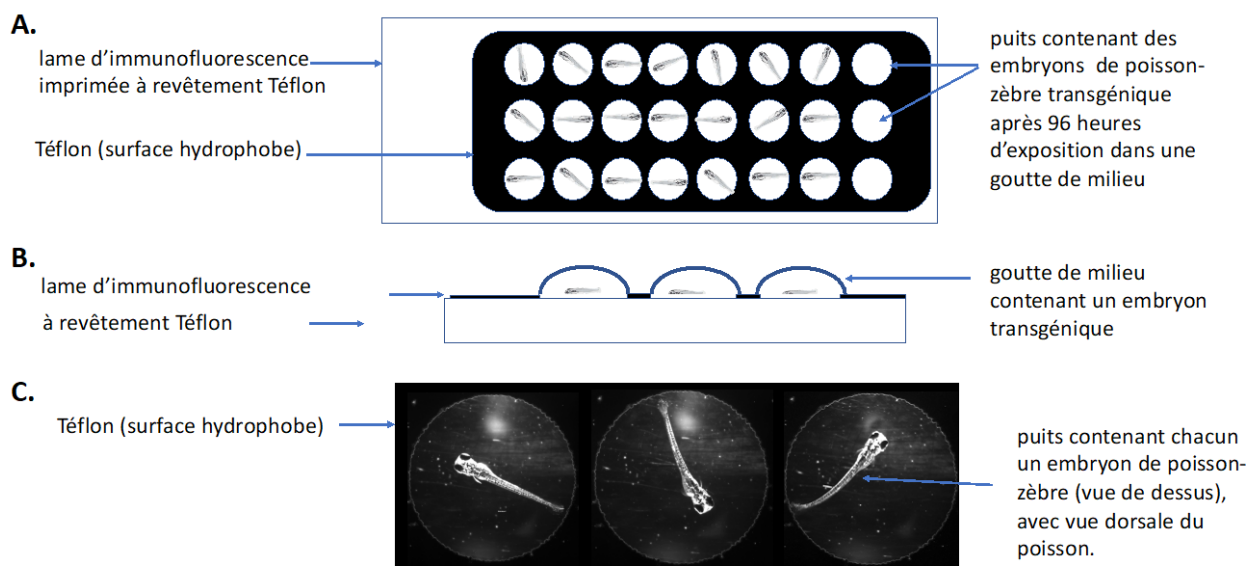 A.
lame d’immunofluorescence
imprimée à revêtement Téflon
Téflon (surface hydrophobe)
puits contenant des
embryons de poisson-
zèbre transgénique
après 96 heures
d’exposition dans une
goutte de milieu
B.
lame d’immunofluorescence
à revêtement Téflon
goutte de milieu
contenant un embryon
transgénique
C.
Téflon (surface hydrophobe)
puits contenant chacun
un embryon de poisson-
zèbre (vue de dessus),
avec vue dorsale du
poisson.